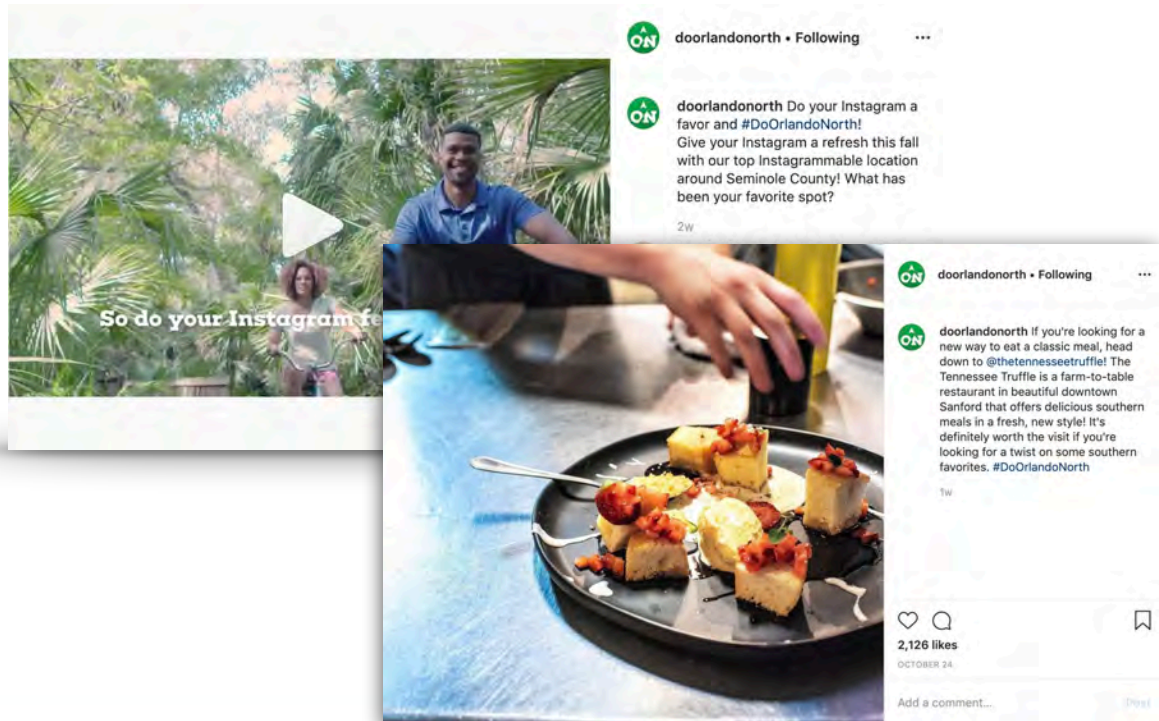 ON
doorlandonorth • Following
ON
doorlandonorth Do your Instagram a
favor and #DoOrlandoNorth!
Give your Instagram a refresh this fall
with our top Instagrammable location
around Seminole County! What has
been your favorite spot?
2w
So do your Instagram
ON
doorlandonorth • Following
ON
doorlandonorth If you're looking for a
new way to eat a classic meal, head
down to @thetennesseetruffle! The
Tennessee Truffle is a farm-to-table
restaurant in beautiful downtown
Sanford that offers delicious southern
meals in a fresh, new style! It's
definitely worth the visit if you're
looking for a twist on some southern
favorites. #DoOrlandoNorth
1w
2,126 likes
OCTOBER 24
Add a comment...
Post